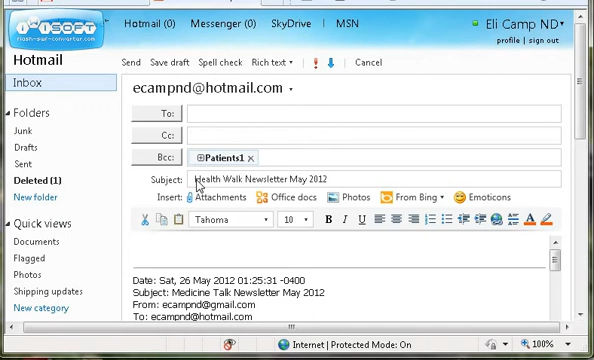 iWiSOFT
flash-swf-converter.com
Hotmail (0) Messenger (0) SkyDrive MSN
Eli Camp ND
profile | sign out
Hotmail
Send Save draft Spell check Rich text Cancel
Inbox
Folders
Junk
Drafts
Sent
Deleted (1)
New folder
Quick views
Documents
Flagged
Photos
Shipping updates
New category
ecampnd@hotmail.com
To:
Cc:
Bcc: Patients1
Subject: Health Walk Newsletter May 2012
Insert: Attachments Office docs Photos From Bing Emoticons
Tahoma 10 B I U
Date: Sat, 26 May 2012 01:25:31 -0400
Subject: Medicine Talk Newsletter May 2012
From: ecampnd@gmail.com
To: ecampnd@hotmail.com
Internet | Protected Mode: On 100%